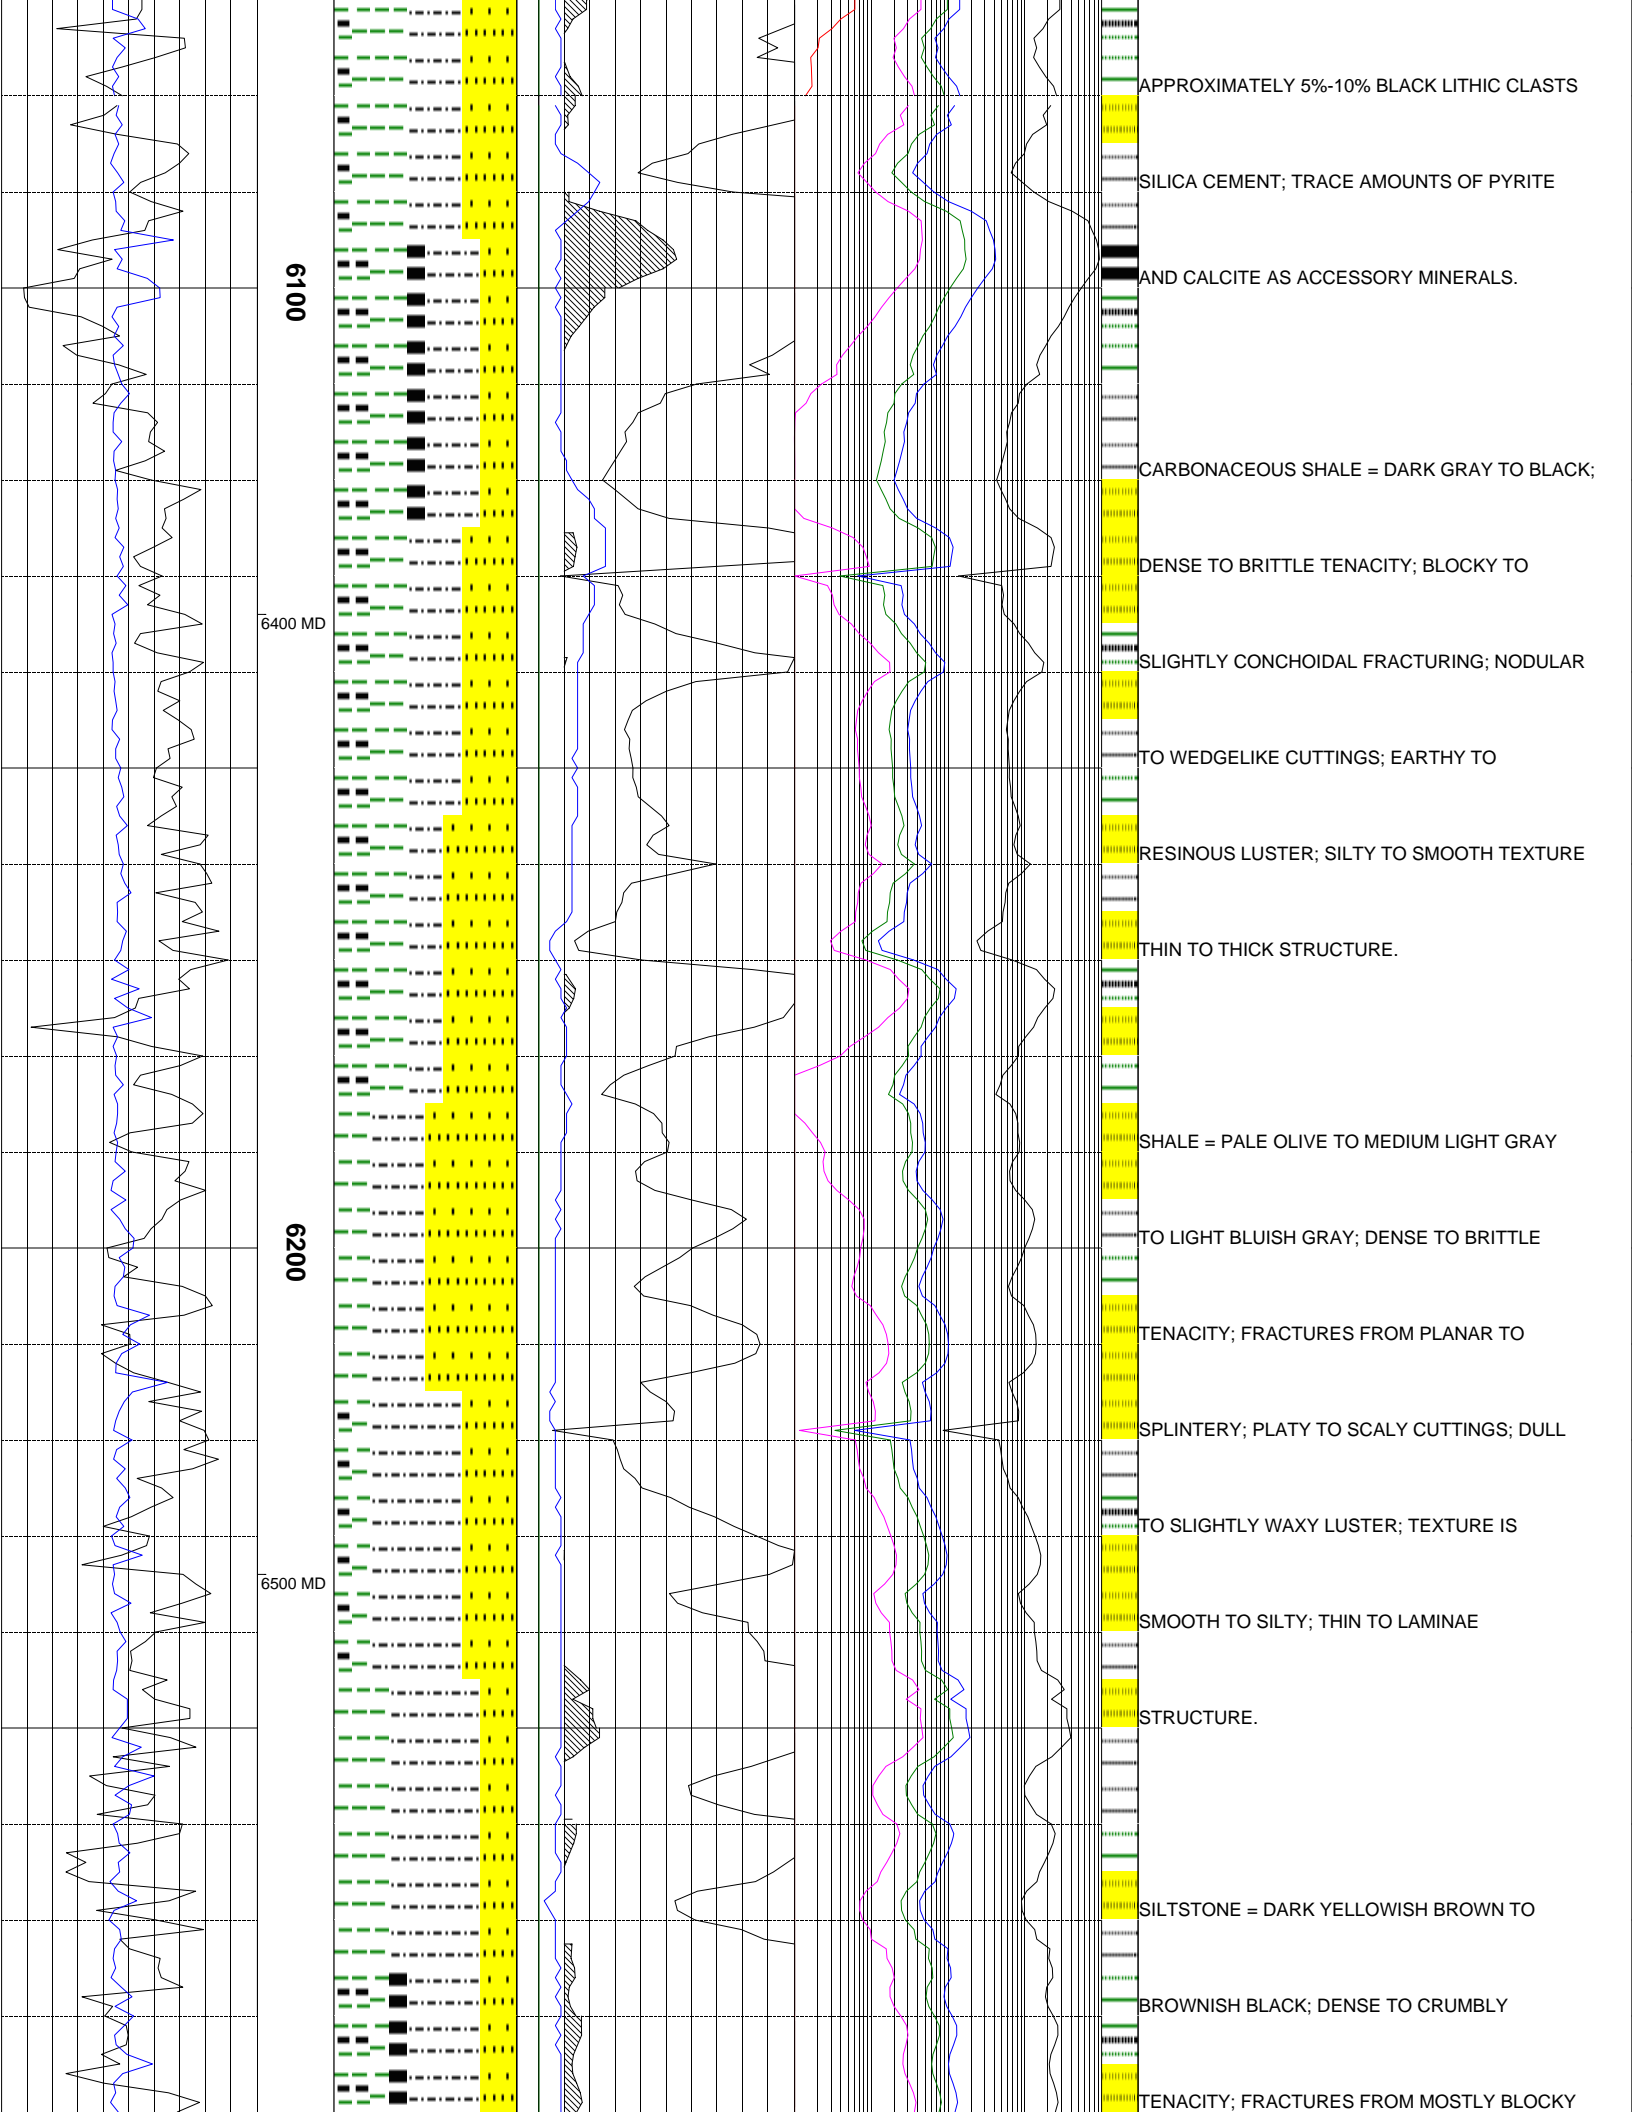 APPROXIMATELY 5%-10% BLACK LITHIC CLASTS
SILICA CEMENT; TRACE AMOUNTS OF PYRITE
6100
AND CALCITE AS ACCESSORY MINERALS.
CARBONACEOUS SHALE = DARK GRAY TO BLACK;
DENSE TO BRITTLE TENACITY; BLOCKY TO
6400 MD
SLIGHTLY CONCHOIDAL FRACTURING; NODULAR
TO WEDGELIKE CUTTINGS; EARTHY TO
RESINOUS LUSTER; SILTY TO SMOOTH TEXTURE
THIN TO THICK STRUCTURE.
SHALE = PALE OLIVE TO MEDIUM LIGHT GRAY
6200
TO LIGHT BLUISH GRAY; DENSE TO BRITTLE
TENACITY; FRACTURES FROM PLANAR TO
SPLINTERY; PLATY TO SCALY CUTTINGS; DULL
TO SLIGHTLY WAXY LUSTER; TEXTURE IS
6500 MD
SMOOTH TO SILTY; THIN TO LAMINAE
STRUCTURE.
SILTSTONE = DARK YELLOWISH BROWN TO
BROWNISH BLACK; DENSE TO CRUMBLY
TENACITY; FRACTURES FROM MOSTLY BLOCKY